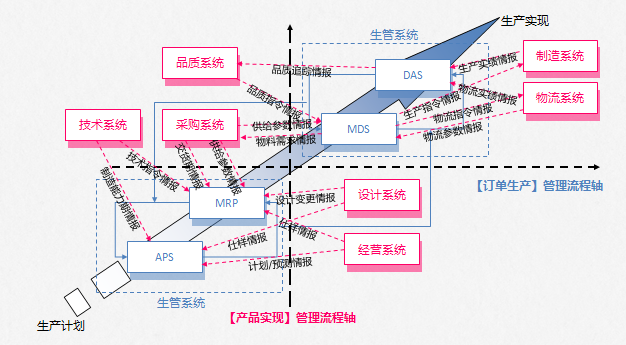 生产实现
生管系统
品质系统
制造系统
品质追踪情报
生产实绩情报
DAS
品质指令情报
物流实绩情报
物流系统
生产指令情报
物流指令情报
技术系统
采购系统
供给参数情报
MDS
物流参数情报
物料需求情报
技术指令情报
交货期情报
供给参数情报
制造能力期情报
【订单生产】管理流程轴
MRP
设计变更情报
设计系统
仕样情报
仕样情报
经营系统
APS
计划/预测情报
生管系统
生产计划
【产品实现】管理流程轴